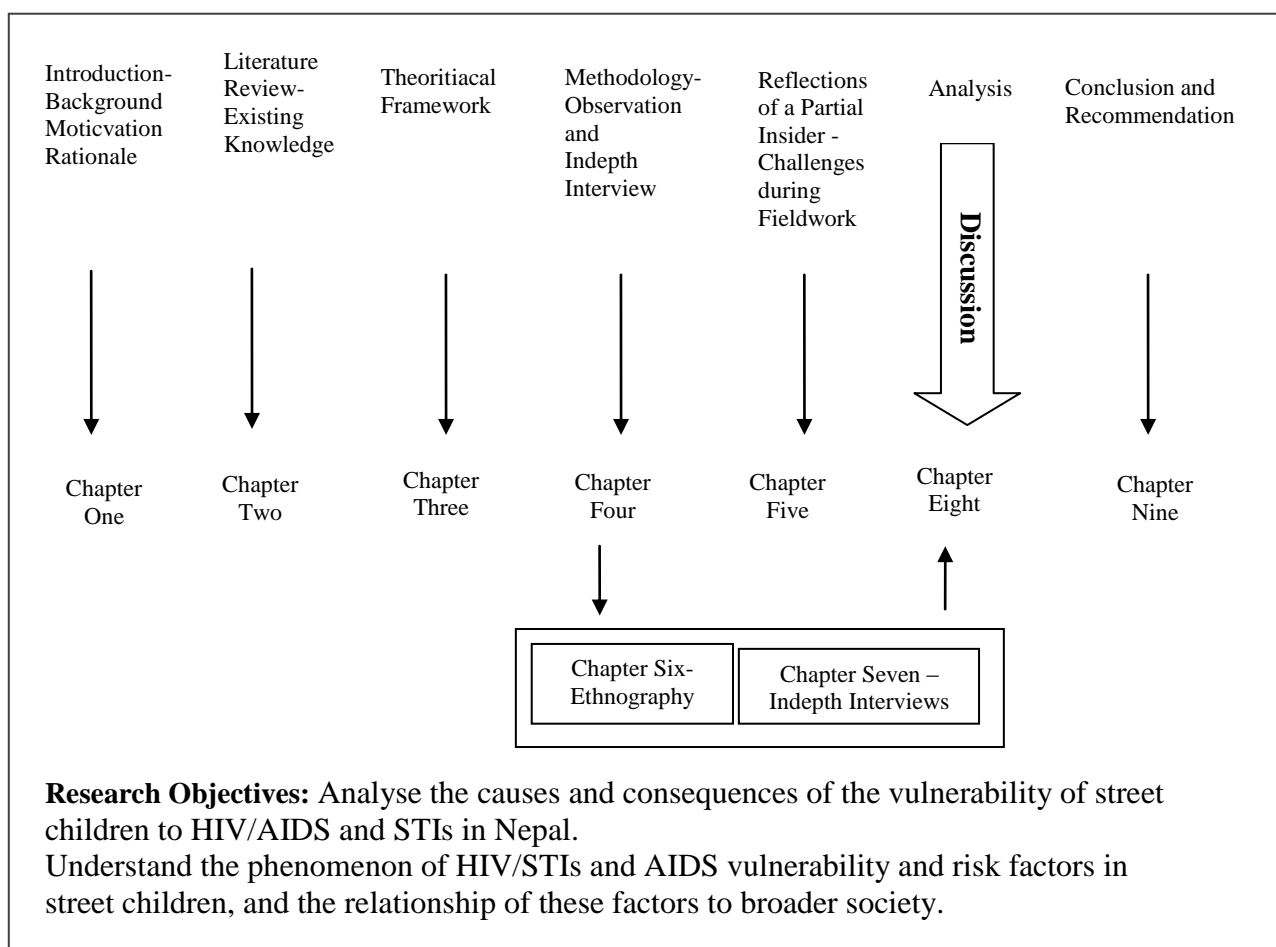 Introduction-
Background
Moticvation
Rationale
Literature
Review-
Existing
Knowledge
Theoritiacal
Framework
Methodology-
Observation
and
Indepth
Interview
Reflections
of a Partial
Insider -
Challenges
during
Fieldwork
Analysis
Conclusion and
Recommendation
Discussion
Chapter
One
Chapter
Two
Chapter
Three
Chapter
Four
Chapter
Five
Chapter
Eight
Chapter
Nine
Chapter Six-
Ethnography
Chapter Seven –
Indepth Interviews
Research Objectives: Analyse the causes and consequences of the vulnerability of street
children to HIV/AIDS and STIs in Nepal.
Understand the phenomenon of HIV/STIs and AIDS vulnerability and risk factors in
street children, and the relationship of these factors to broader society.